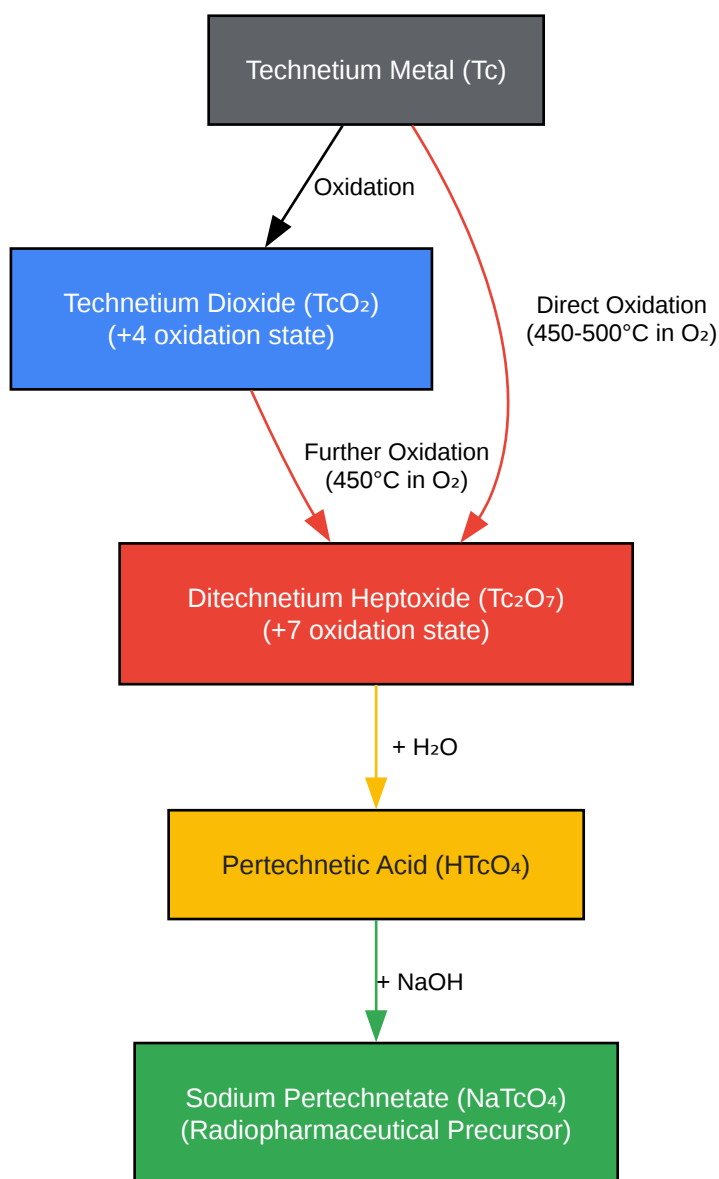 Technetium Metal (Tc)
Oxidation
Technetium Dioxide (TcO₂)
(+4 oxidation state)
Direct Oxidation
(450-500°C in O₂)
Further Oxidation
(450°C in O₂)
Ditechnetium Heptoxide (Tc₂O₇)
(+7 oxidation state)
+ H₂O
Pertechnetic Acid (HTcO₄)
+ NaOH
Sodium Pertechnetate (NaTcO₄)
(Radiopharmaceutical Precursor)